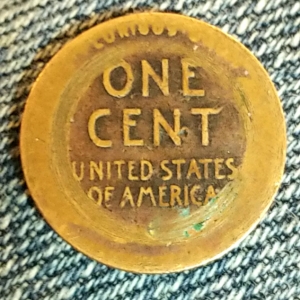 ONE
CENT
UNITED STATES
OF AMERICA